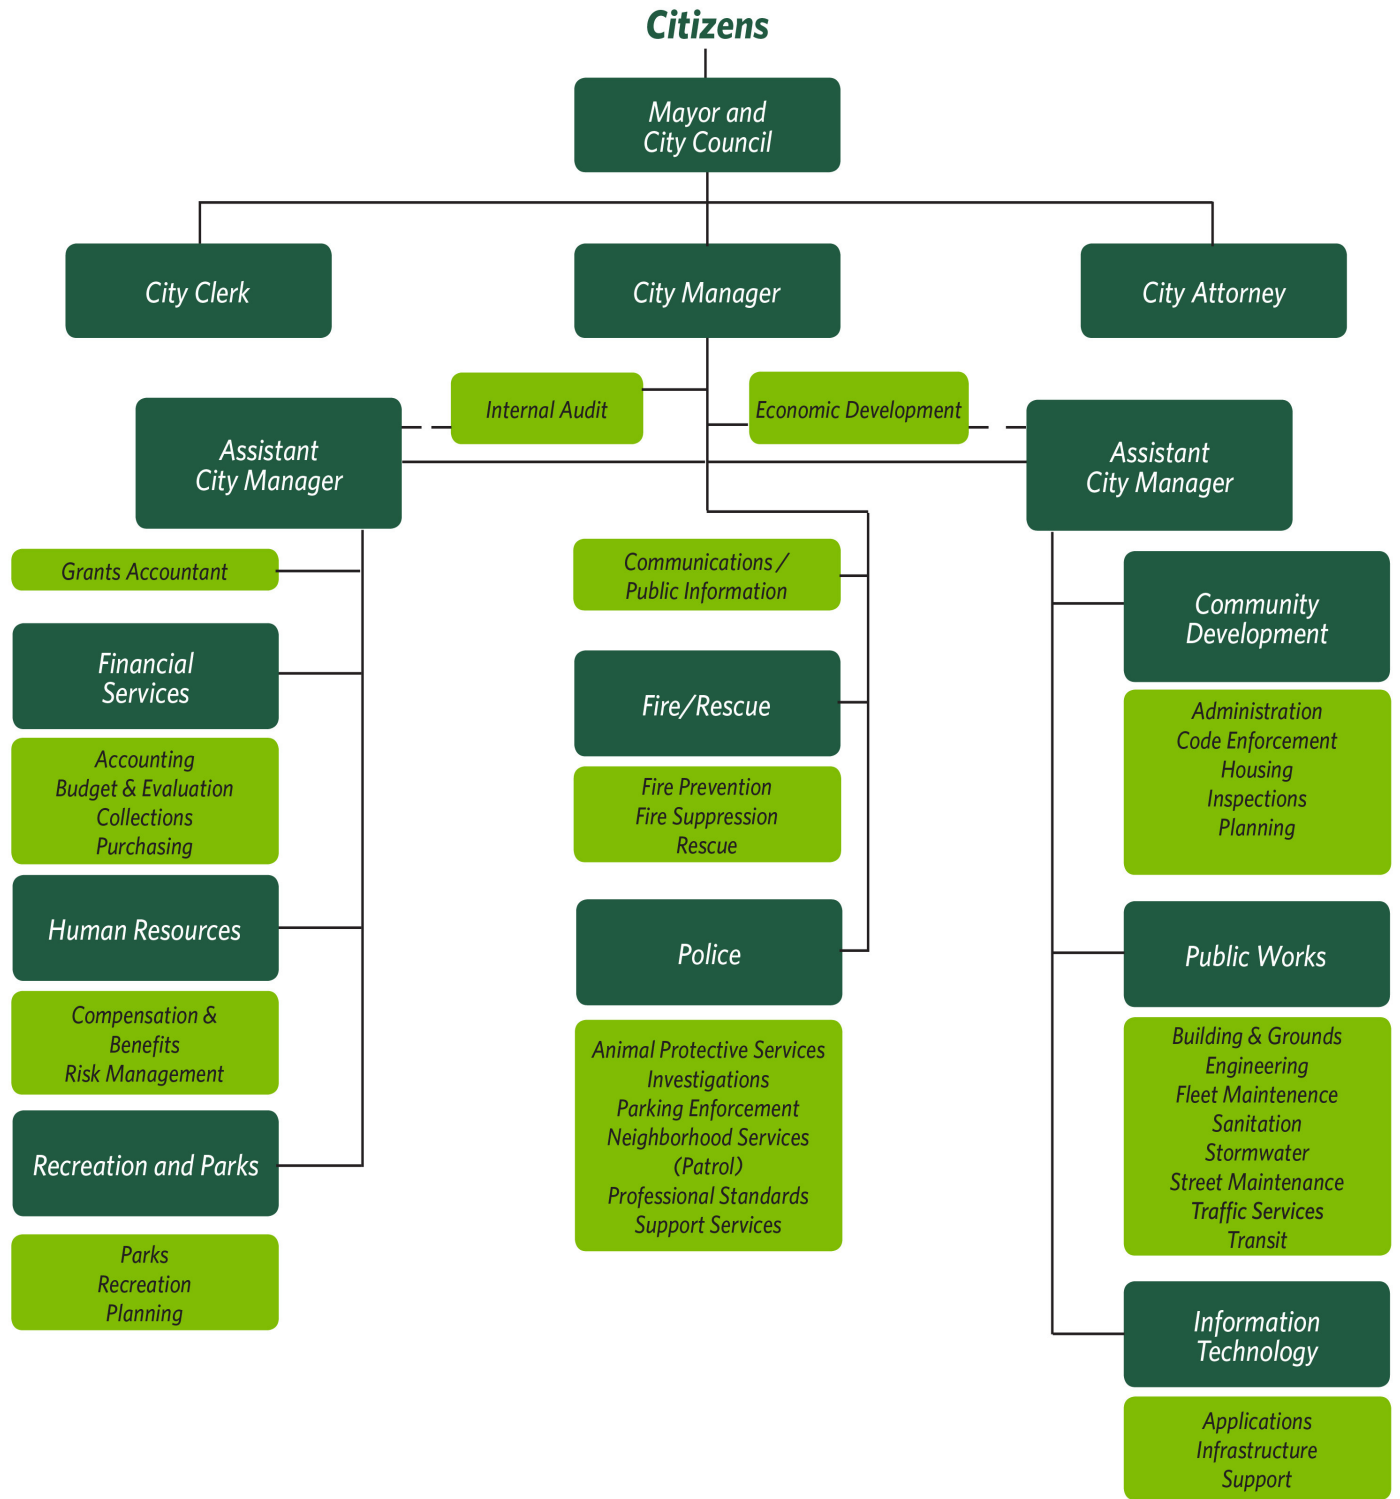 Citizens
Mayor and
City Council
City Clerk
City Manager
City Attorney
Internal Audit
Economic Development
Assistant
City Manager
Assistant
City Manager
Grants Accountant
Financial
Services
Accounting
Budget & Evaluation
Collections
Purchasing
Human Resources
Compensation &
Benefits
Risk Management
Recreation and Parks
Parks
Recreation
Planning
Communications /
Public Information
Fire/Rescue
Fire Prevention
Fire Suppression
Rescue
Police
Animal Protective Services
Investigations
Parking Enforcement
Neighborhood Services
(Patrol)
Professional Standards
Support Services
Community
Development
Administration
Code Enforcement
Housing
Inspections
Planning
Public Works
Building & Grounds
Engineering
Fleet Maintenence
Sanitation
Stormwater
Street Maintenance
Traffic Services
Transit
Information
Technology
Applications
Infrastructure
Support